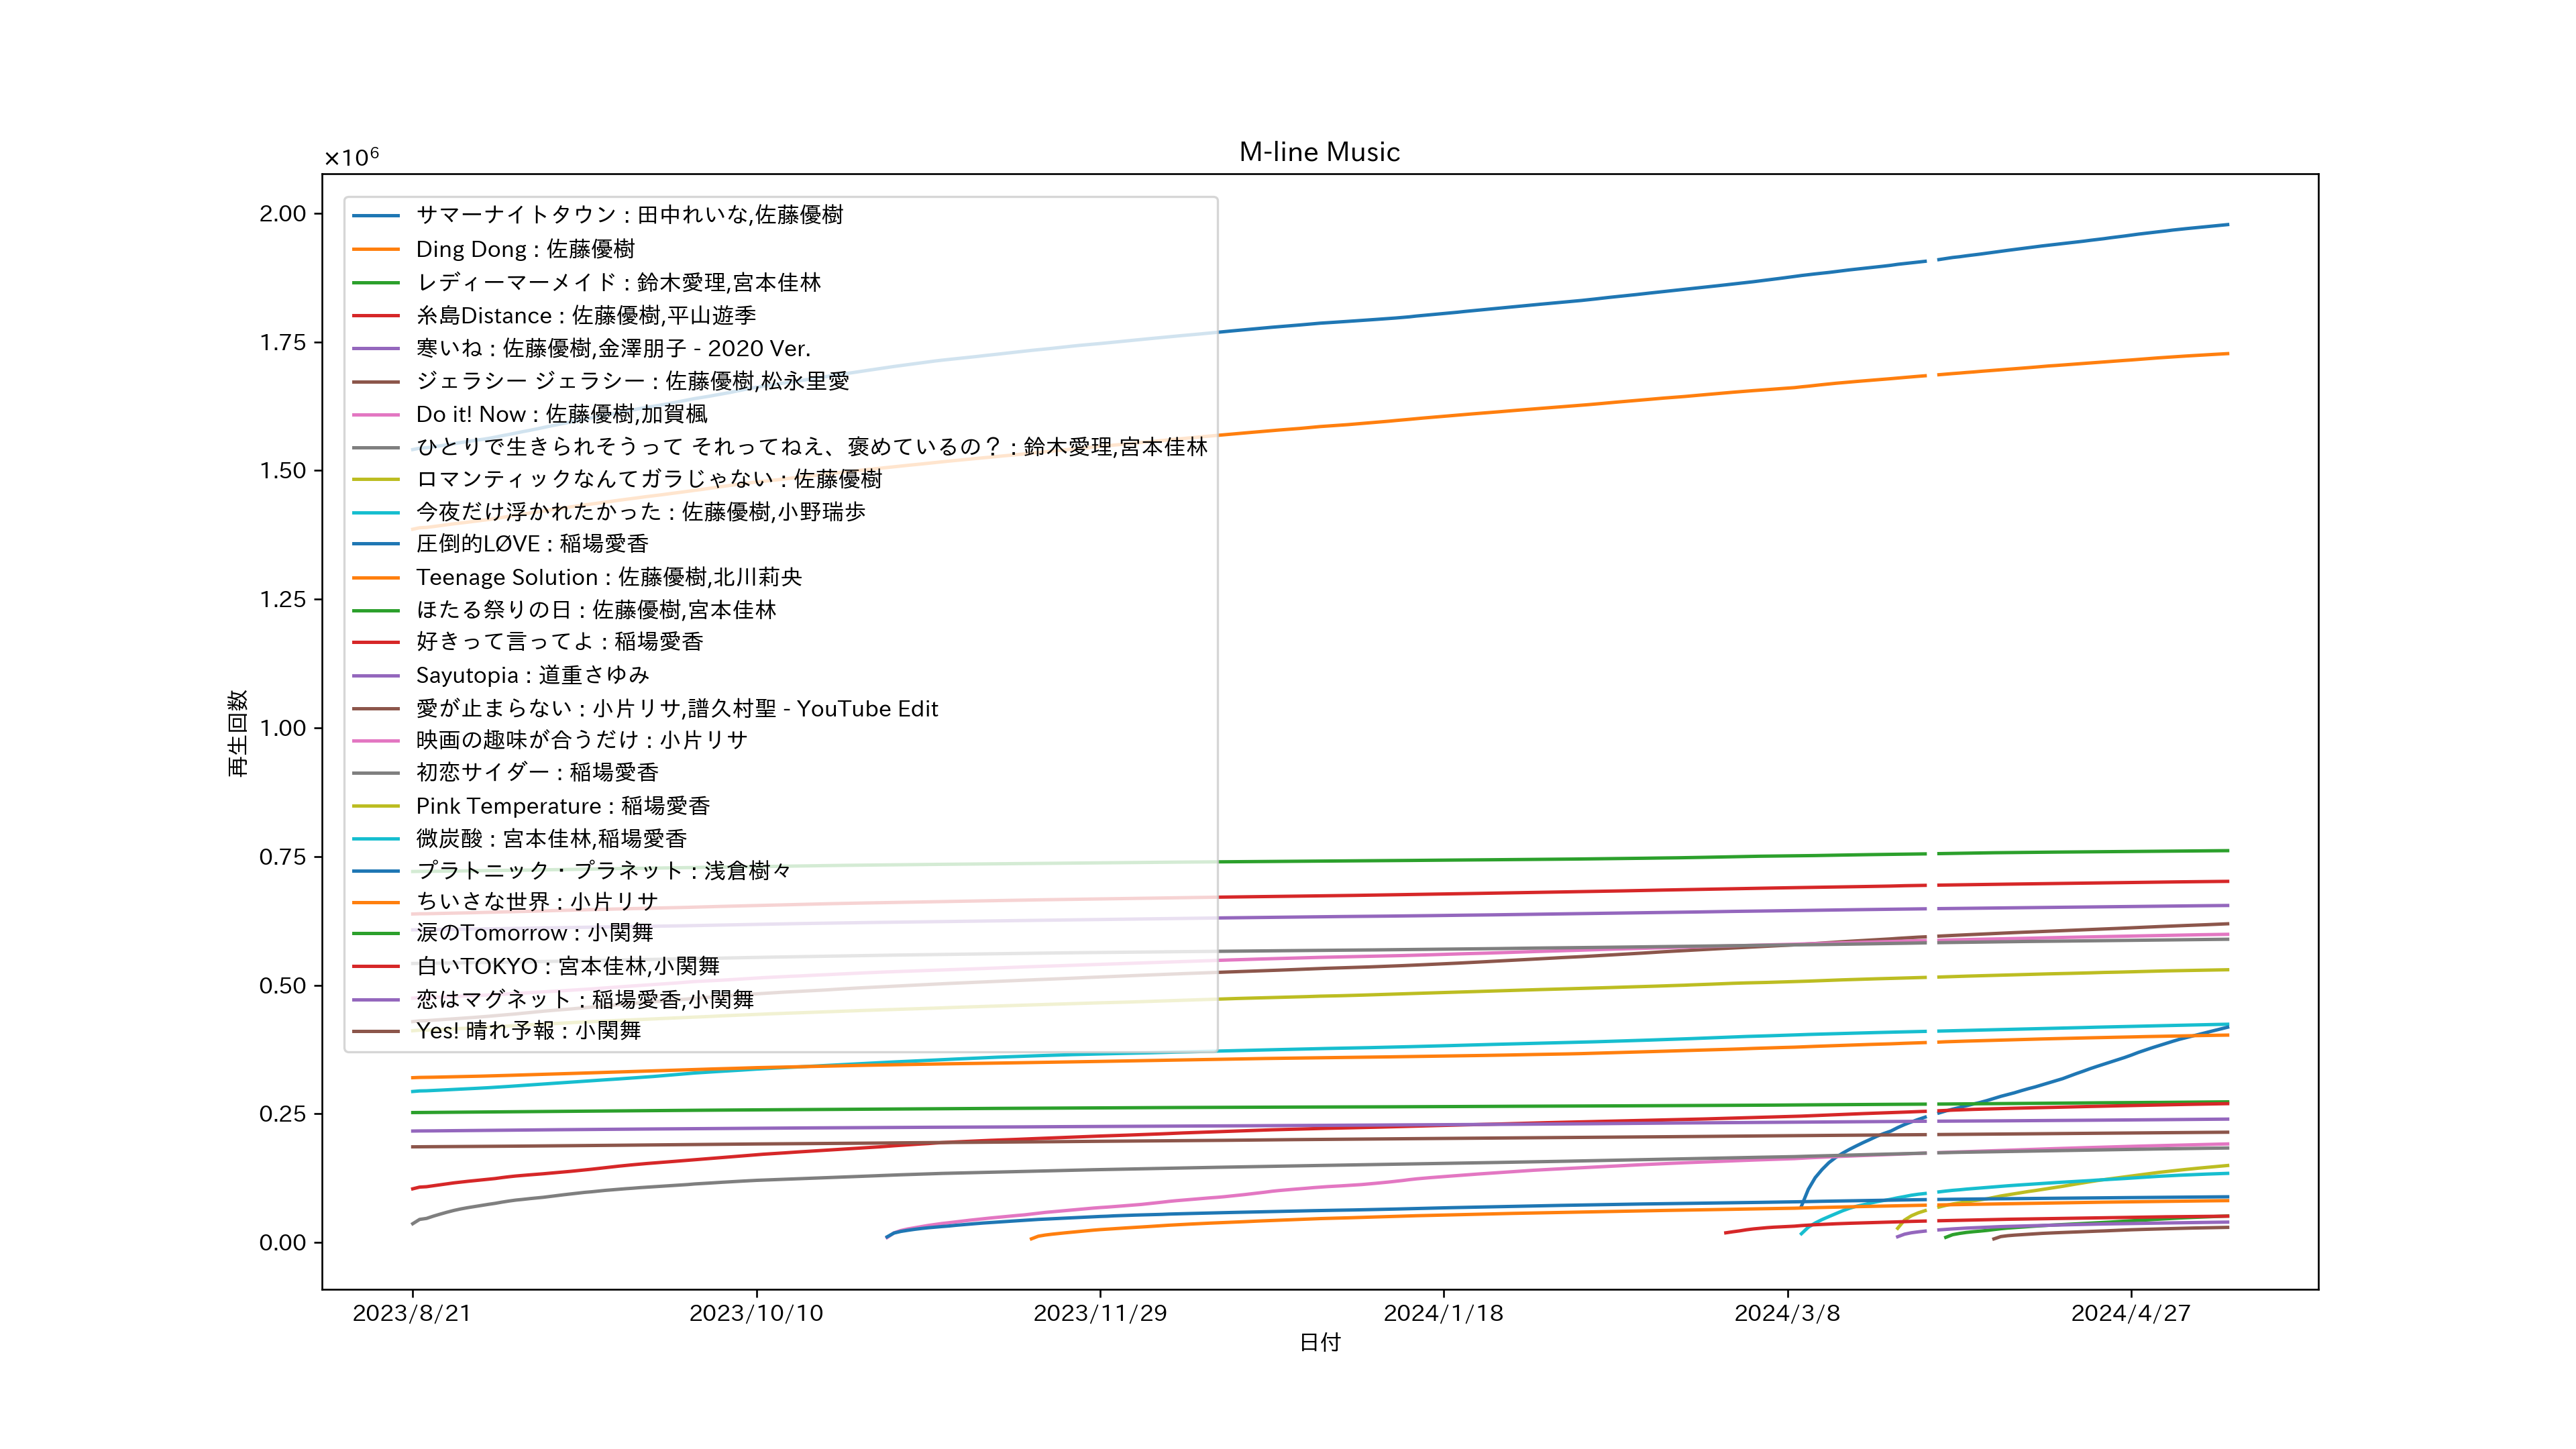 M-line Music
×10⁶
2.00
1.75
1.50
1.25
1.00
0.75
0.50
0.25
0.00
再生回数
サマーナイトタウン : 田中れいな,佐藤優樹
Ding Dong : 佐藤優樹
レディーマーメイド : 鈴木愛理,宮本佳林
糸島Distance : 佐藤優樹,平山遊季
寒いね : 佐藤優樹,金澤朋子 - 2020 Ver.
ジェラシー ジェラシー : 佐藤優樹,松永里愛
Do it! Now : 佐藤優樹,加賀楓
ひとりで生きられそうって それってねえ、褒めているの？ : 鈴木愛理,宮本佳林
ロマンティックなんてガラじゃない : 佐藤優樹
今夜だけ浮かれたかった : 佐藤優樹,小野瑞歩
圧倒的LØVE : 稲場愛香
Teenage Solution : 佐藤優樹,北川莉央
ほたる祭りの日 : 佐藤優樹,宮本佳林
好きって言ってよ : 稲場愛香
Sayutopia : 道重さゆみ
愛が止まらない : 小片リサ,譜久村聖 - YouTube Edit
映画の趣味が合うだけ : 小片リサ
初恋サイダー : 稲場愛香
Pink Temperature : 稲場愛香
微炭酸 : 宮本佳林,稲場愛香
プラトニック・プラネット : 浅倉樹々
ちいさな世界 : 小片リサ
涙のTomorrow : 小関舞
白いTOKYO : 宮本佳林,小関舞
恋はマグネット : 稲場愛香,小関舞
Yes! 晴れ予報 : 小関舞
2023/8/21
2023/10/10
2023/11/29
2024/1/18
2024/3/8
2024/4/27
日付